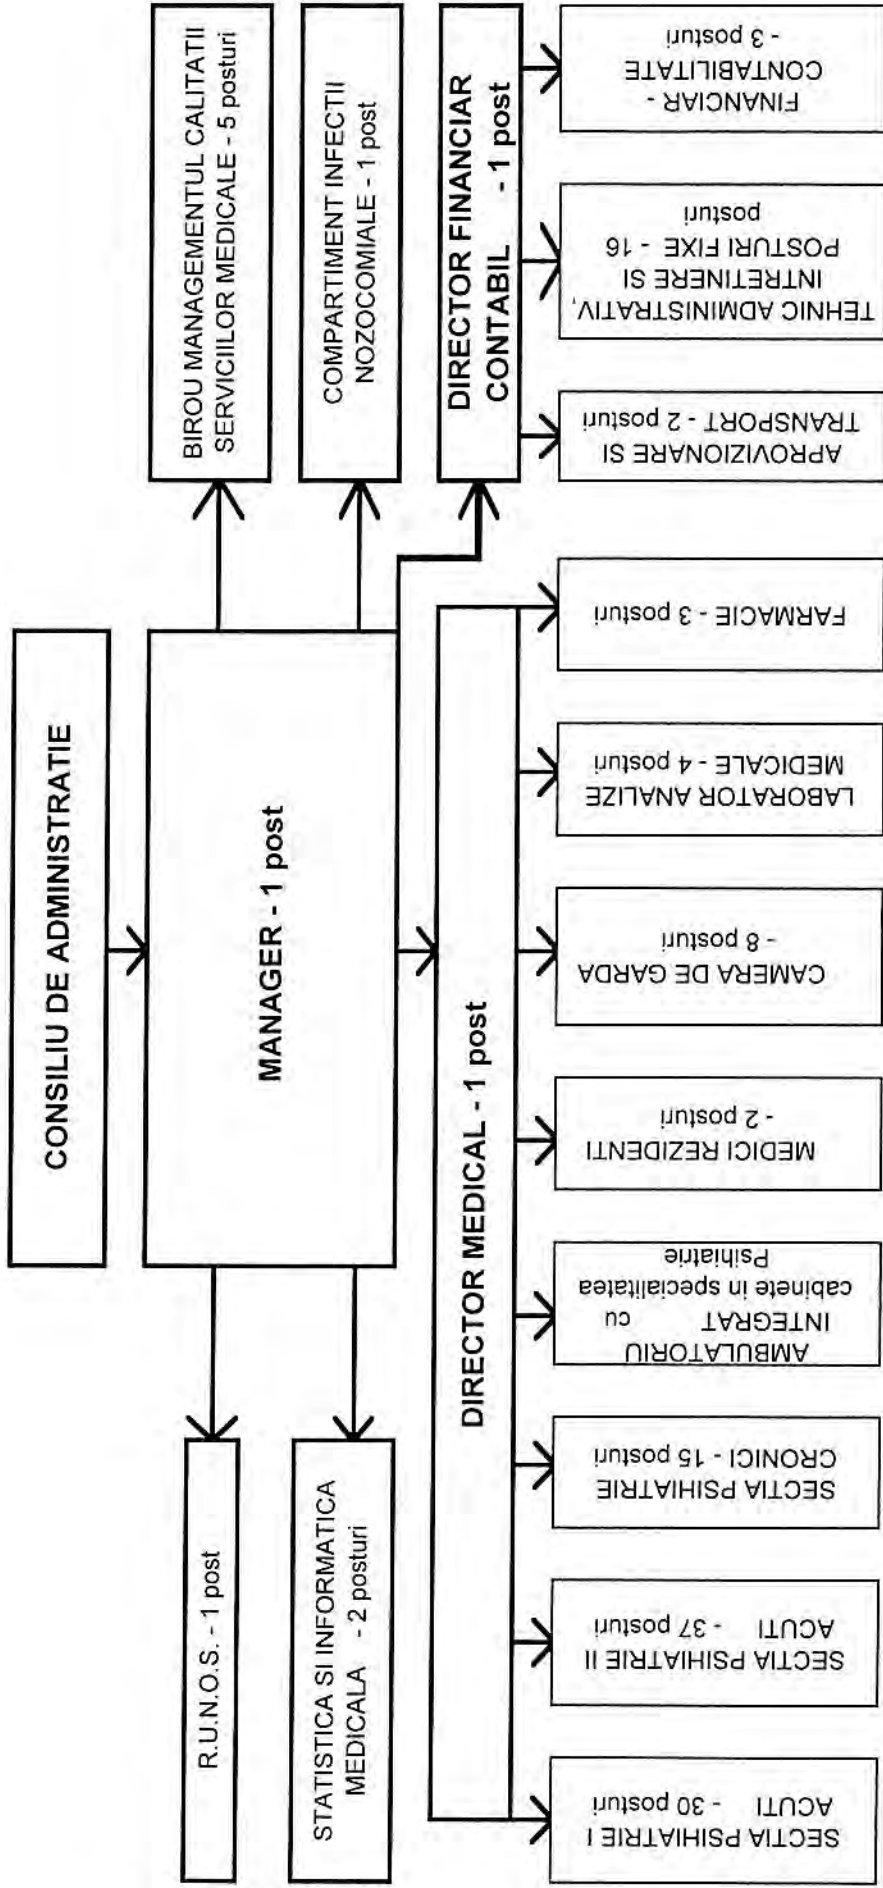 CONSILIU DE ADMINISTRATIE
MANAGER - 1 post
R.U.N.O.S. - 1 post
STATISTICA SI INFORMATICA
MEDICALA - 2 posturi
BIROU MANAGEMENTUL CALITATII
SERVICIILOR MEDICALE - 5 posturi
COMPARTIMENT INFECTII
NOZOCOMIALE - 1 post
DIRECTOR MEDICAL - 1 post
DIRECTOR FINANCIAR
CONTABIL - 1 post
SECTIA PSIHIATRIE I
ACUTI - 30 posturi
SECTIA PSIHIATRIE II
ACUTI - 37 posturi
SECTIA PSIHIATRIE
CRONICI - 15 posturi
AMBULATORIU
INTEGRAT cu
cabinete in specialitatea
Psihiatrie
MEDICI REZIDENTI
- 2 posturi
CAMERA DE GARDA
- 8 posturi
LABORATOR ANALIZE
MEDICALE - 4 posturi
FARMACIE - 3 posturi
APROVIZIONARE SI
TRANSPORT - 2 posturi
TEHNIC ADMINISTRATIV,
INTRETINERE SI
POSTURI FIXE - 16
posturi
FINANCIAR -
CONTABILITATE
- 3 posturi